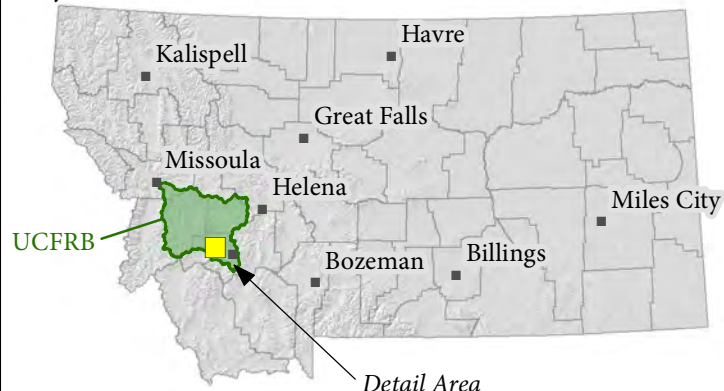 Havre
Kalispell
Great Falls
Missoula
Helena
Miles City
UCFRB
Bozeman
Billings
Detail Area